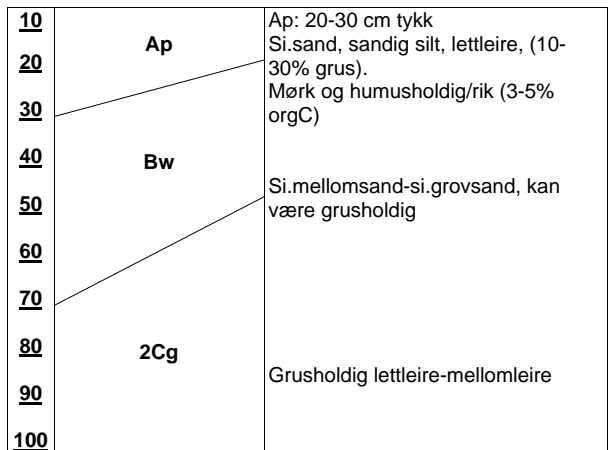 10
20
30
40
50
60
70
80
90
100
Ap
Bw
2Cg
Ap: 20-30 cm tykk
Si.sand, sandig silt, lettleire, (10-
30% grus).
Mørk og humusholdig/rik (3-5%
orgC)
Si.mellomsand-si.grovsand, kan
være grusholdig
Grusholdig lettleire-mellomleire